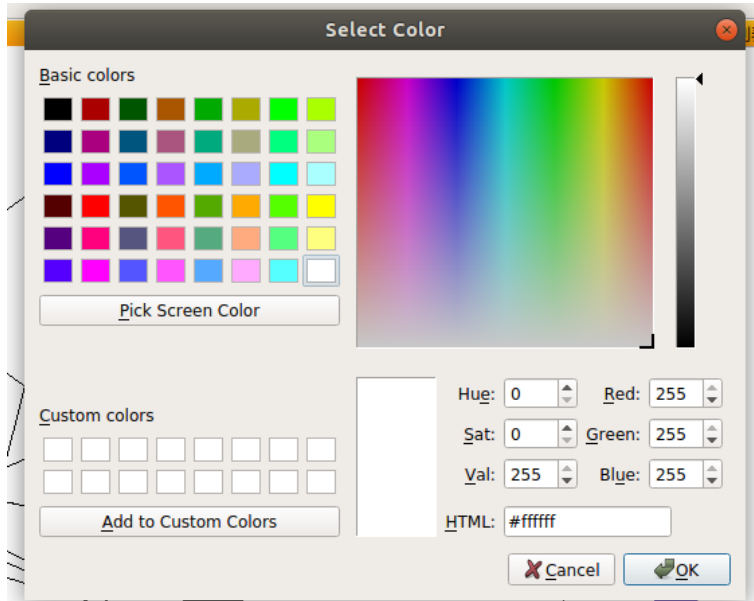 Select Color
Basic colors
Pick Screen Color
Custom colors
Add to Custom Colors
Hue: 0
Red: 255
Sat: 0
Green: 255
Val: 255
Blue: 255
HTML: #ffffff
Cancel
OK